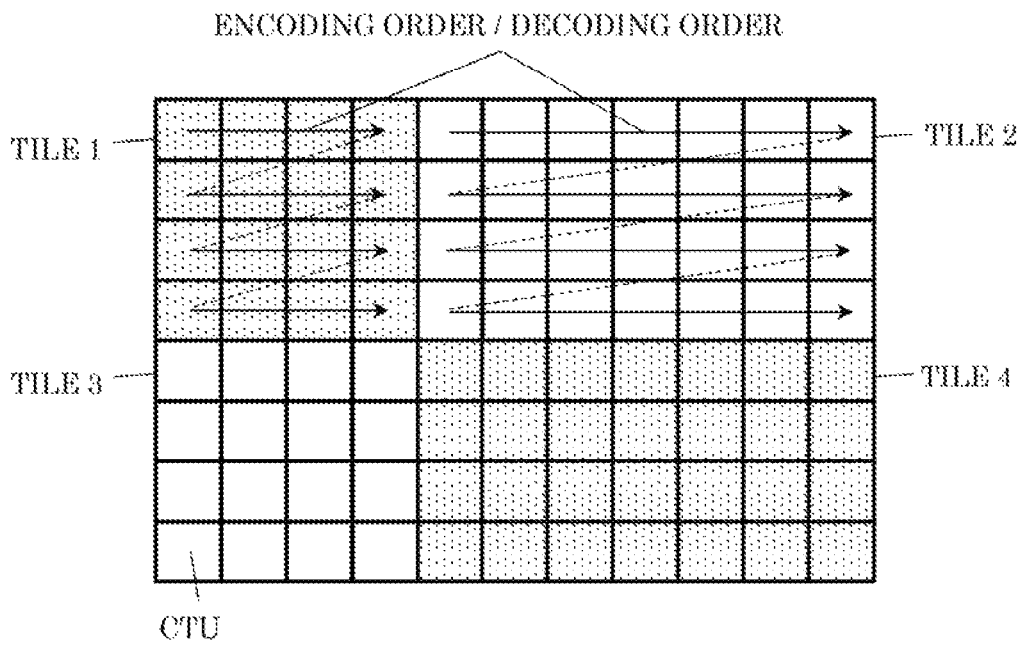 ENCODING ORDER / DECODING ORDER
TILE 1
TILE 2
TILE 3
TILE 4
CTU